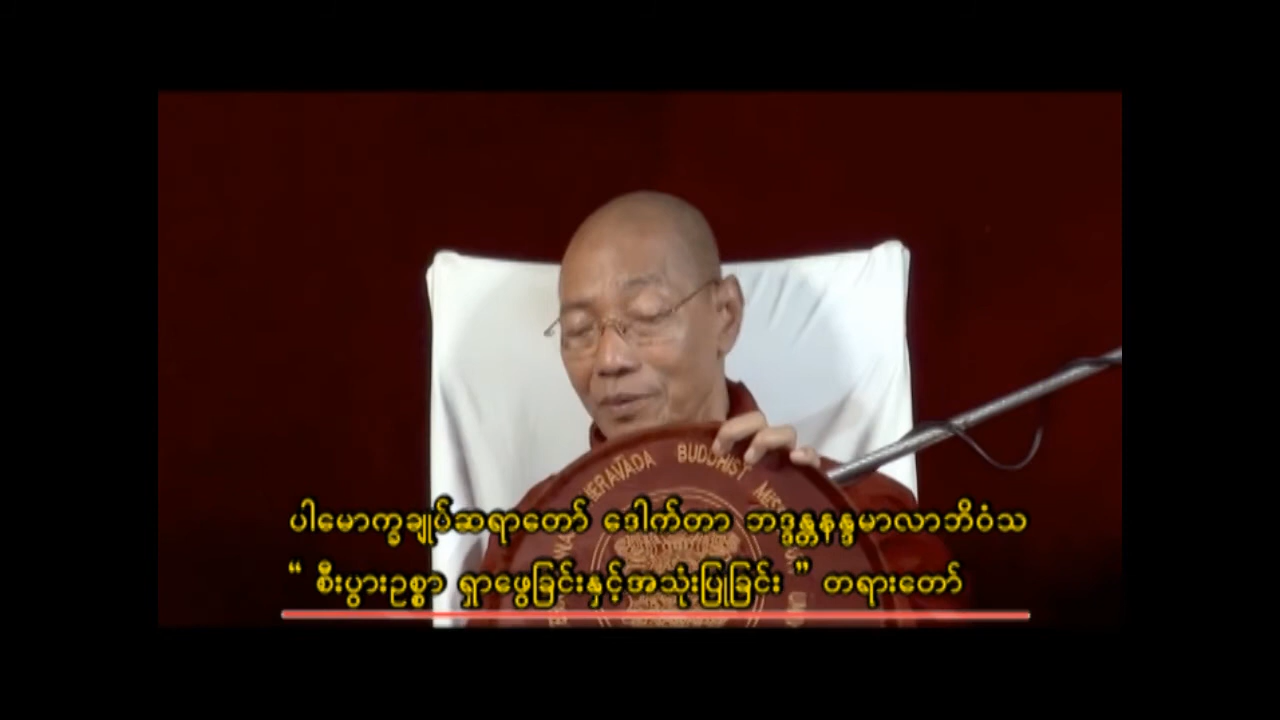 HERAVADA BUDDHIST
ပါမောက္ခချုပ်ဆရာတော် ဒေါက်တာ ဘဒ္ဒန္တနန္ဒမာလာဘိဝံသ
“ စီးပွားဥစ္စာ ရှာဖွေခြင်းနှင့်အသုံးပြုခြင်း ” တရားတော်